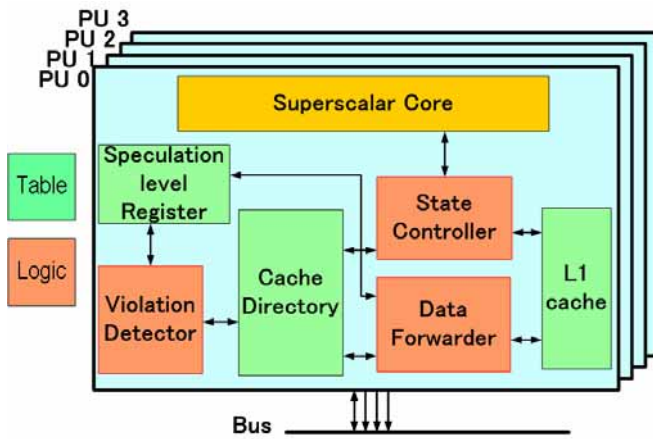 PU 3
PU 2
PU 1
PU 0
Superscalar Core
Speculation
level
Register
Table
State
Controller
Logic
Cache
Directory
L1
cache
Violation
Detector
Data
Forwarder
Bus